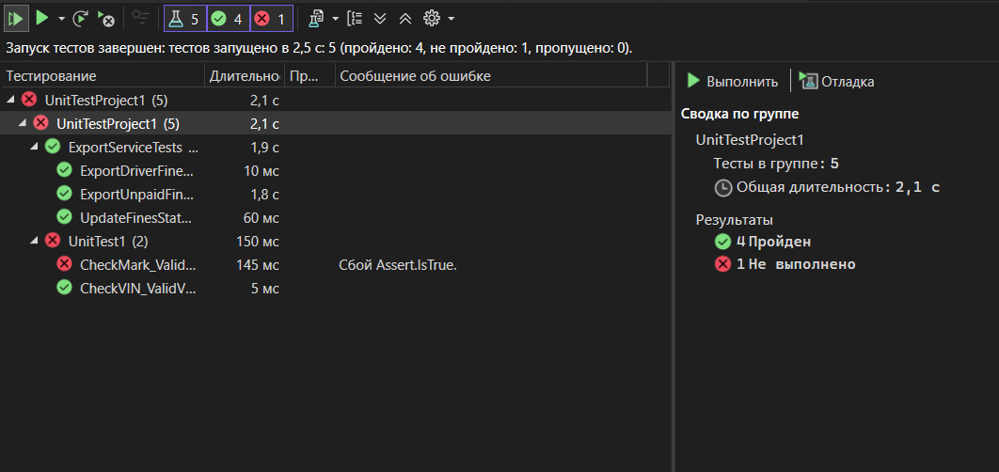 5 4 1
Запуск тестов завершен: тестов запущено в 2,5 с: 5 (пройдено: 4, не пройдено: 1, пропущено: 0).
Тестирование Длительнос Пр... Сообщение об ошибке
UnitTestProject1 (5) 2,1 с
UnitTestProject1 (5) 2,1 с
ExportServiceTests ... 1,9 с
ExportDriverFine... 10 мс
ExportUnpaidFin... 1,8 с
UpdateFinesStat... 60 мс
UnitTest1 (2) 150 мс
CheckMark_Valid... 145 мс Сбой Assert.IsTrue.
CheckVIN_ValidV... 5 мс
Выполнить Отладка
Сводка по группе
UnitTestProject1
Тесты в группе: 5
Общая длительность: 2,1 с
Результаты
4 Пройден
1 Не выполнено